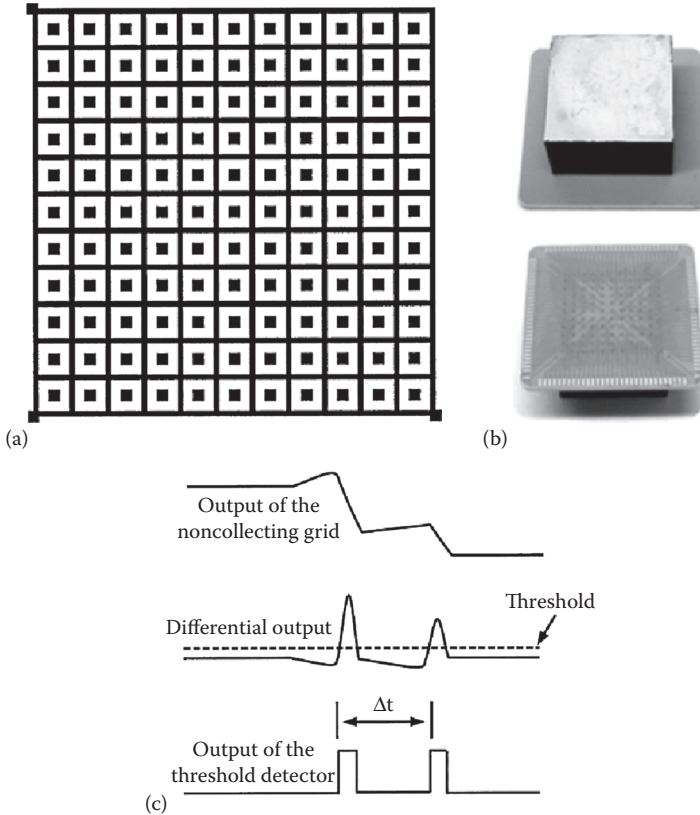 (a)
(b)
Output of the
noncollecting grid
Threshold
Differential output
Δt
Output of the
threshold detector
(c)